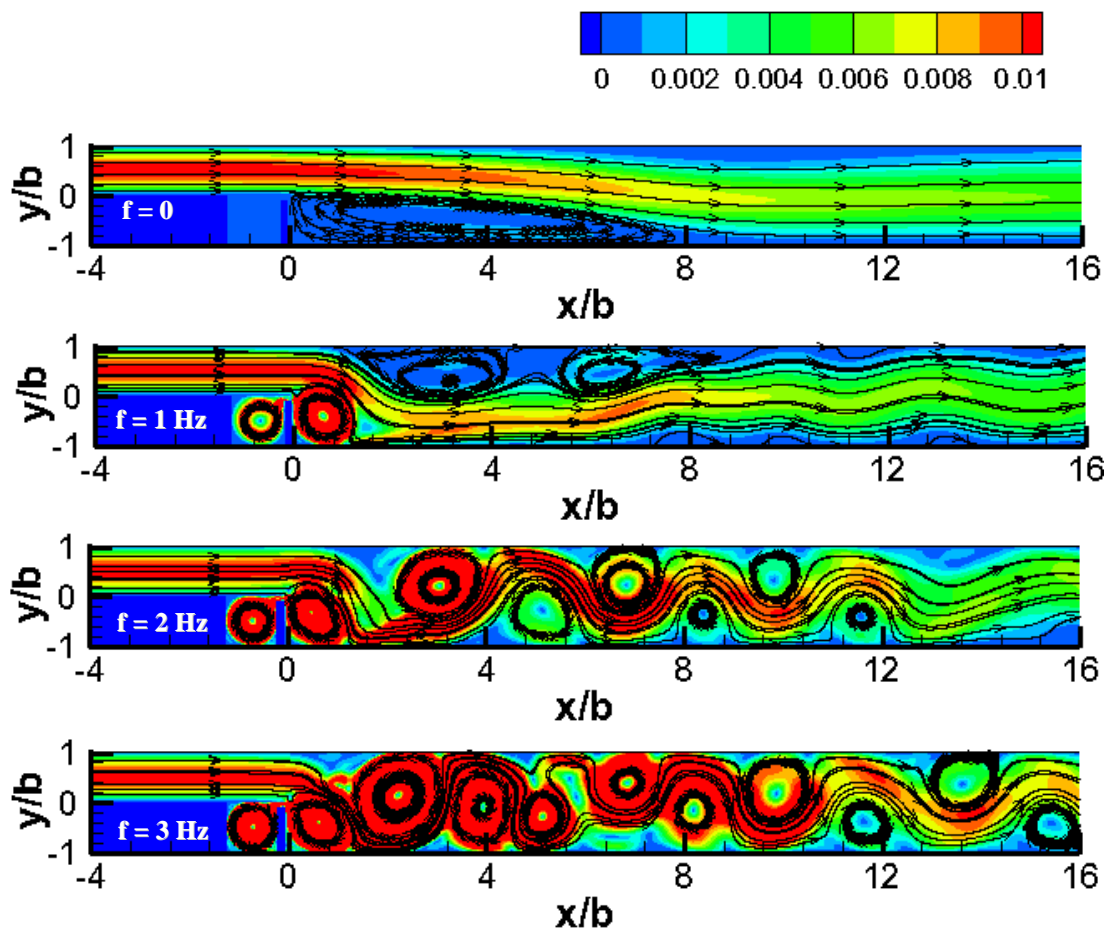 0 0.002 0.004 0.006 0.008 0.01
1
0
-1
y/b
f = 0
-4 0 4 8 12 16
x/b
1
0
-1
y/b
f = 1 Hz
-4 0 4 8 12 16
x/b
1
0
-1
y/b
f = 2 Hz
-4 0 4 8 12 16
x/b
1
0
-1
y/b
f = 3 Hz
-4 0 4 8 12 16
x/b